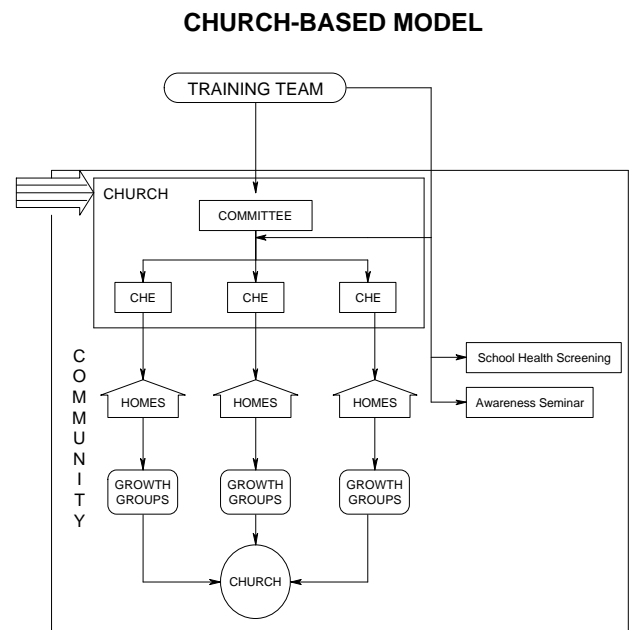 CHURCH-BASED MODEL
TRAINING TEAM
CHURCH
COMMITTEE
CHE
CHE
CHE
COMMUNITY
School Health Screening
HOMES
HOMES
HOMES
Awareness Seminar
GROWTH
GROUPS
GROWTH
GROUPS
GROWTH
GROUPS
CHURCH